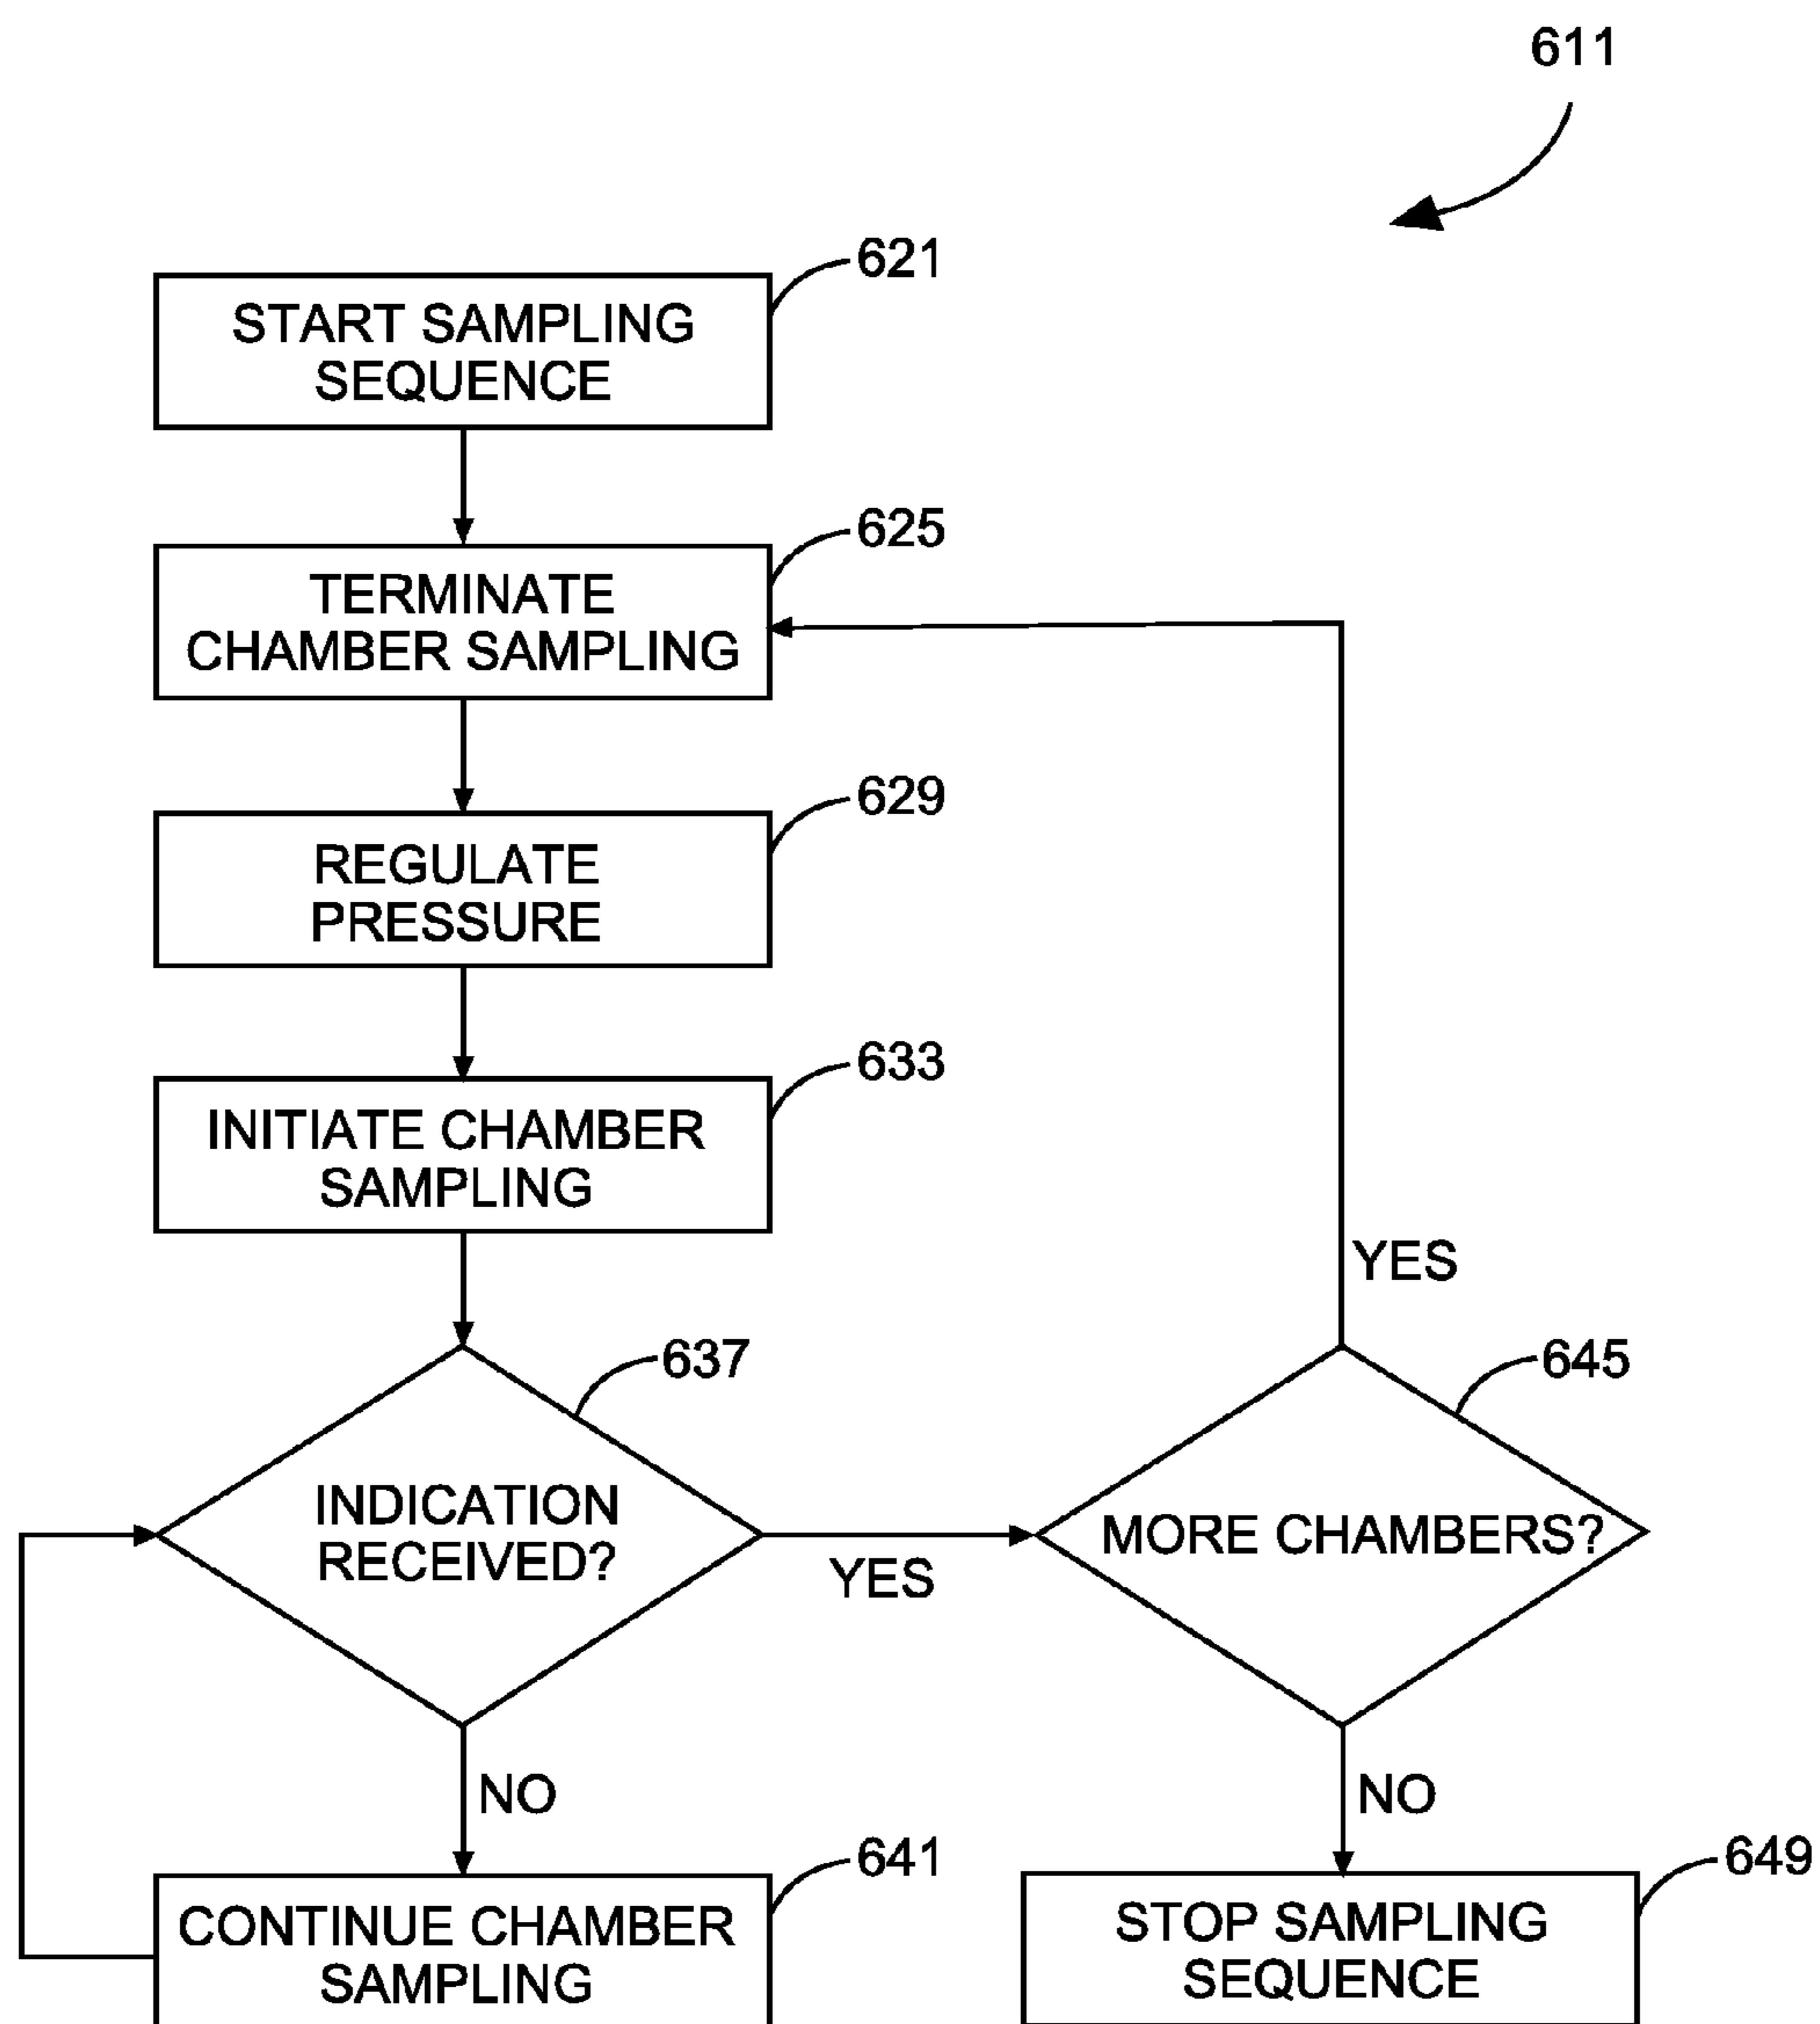 611
621
START SAMPLING
SEQUENCE
625
TERMINATE
CHAMBER SAMPLING
629
REGULATE
PRESSURE
633
INITIATE CHAMBER
SAMPLING
YES
637
645
INDICATION
RECEIVED?
YES
MORE CHAMBERS?
NO
NO
641
649
CONTINUE CHAMBER
SAMPLING
STOP SAMPLING
SEQUENCE